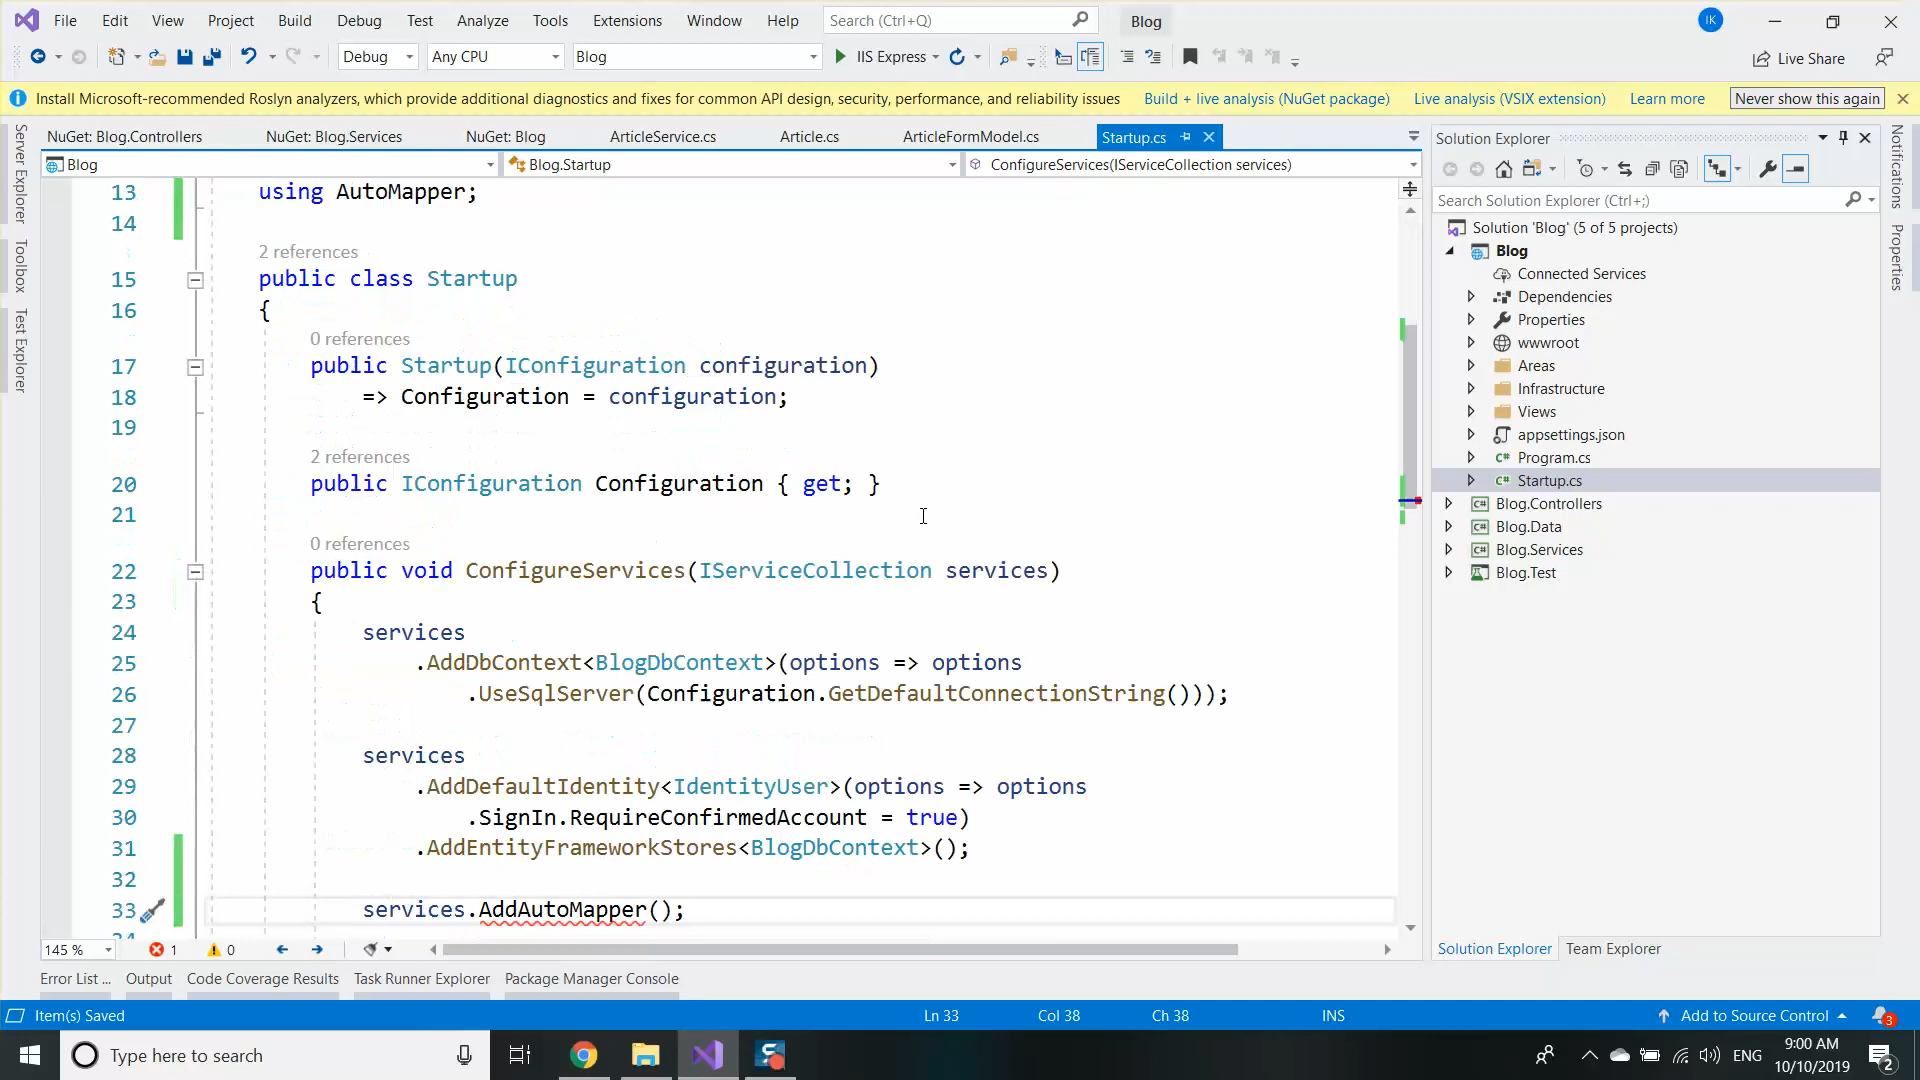 File Edit View Project Build Debug Test Analyze Tools Extensions Window Help Search (Ctrl+Q) Blog IK
Debug Any CPU Blog IIS Express Live Share
Install Microsoft-recommended Roslyn analyzers, which provide additional diagnostics and fixes for common API design, security, performance, and reliability issues Build + live analysis (NuGet package) Live analysis (VSIX extension) Learn more Never show this again
Server Explorer
Toolbox
Test Explorer
NuGet: Blog.Controllers NuGet: Blog.Services NuGet: Blog ArticleService.cs Article.cs ArticleFormModel.cs Startup.cs
Blog Blog.Startup ConfigureServices(IServiceCollection services)
13 using AutoMapper;
14
2 references
15 public class Startup
16 {
0 references
17 public Startup(IConfiguration configuration)
18 => Configuration = configuration;
19
2 references
20 public IConfiguration Configuration { get; }
21
0 references
22 public void ConfigureServices(IServiceCollection services)
23 {
24 services
25 .AddDbContext<BlogDbContext>(options => options
26 .UseSqlServer(Configuration.GetDefaultConnectionString()));
27
28 services
29 .AddDefaultIdentity<IdentityUser>(options => options
30 .SignIn.RequireConfirmedAccount = true)
31 .AddEntityFrameworkStores<BlogDbContext>();
32
33 services.AddAutoMapper();
145 % 1 0
Solution Explorer
Search Solution Explorer (Ctrl+;)
Solution 'Blog' (5 of 5 projects)
Blog
Connected Services
Dependencies
Properties
wwwroot
Areas
Infrastructure
Views
appsettings.json
Program.cs
Startup.cs
Blog.Controllers
Blog.Data
Blog.Services
Blog.Test
Solution Explorer Team Explorer
Notifications
Properties
Error List ... Output Code Coverage Results Task Runner Explorer Package Manager Console
Item(s) Saved Ln 33 Col 38 Ch 38 INS Add to Source Control 3
Type here to search ENG 9:00 AM
10/10/2019 2